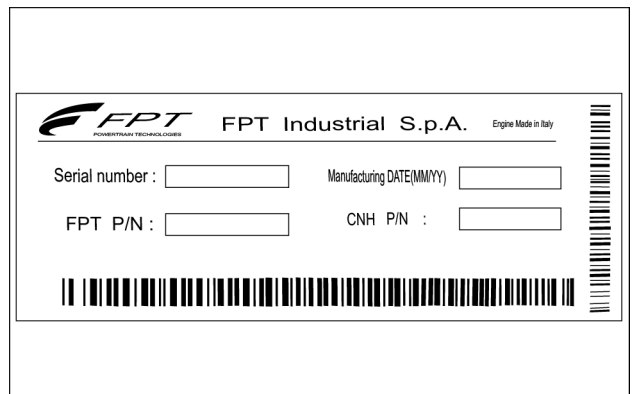 FPT FPT Industrial S.p.A. Engine Made in Italy
POWERTRAIN TECHNOLOGIES
Serial number : Manufacturing DATE(MM/YY)
FPT P/N : CNH P/N :